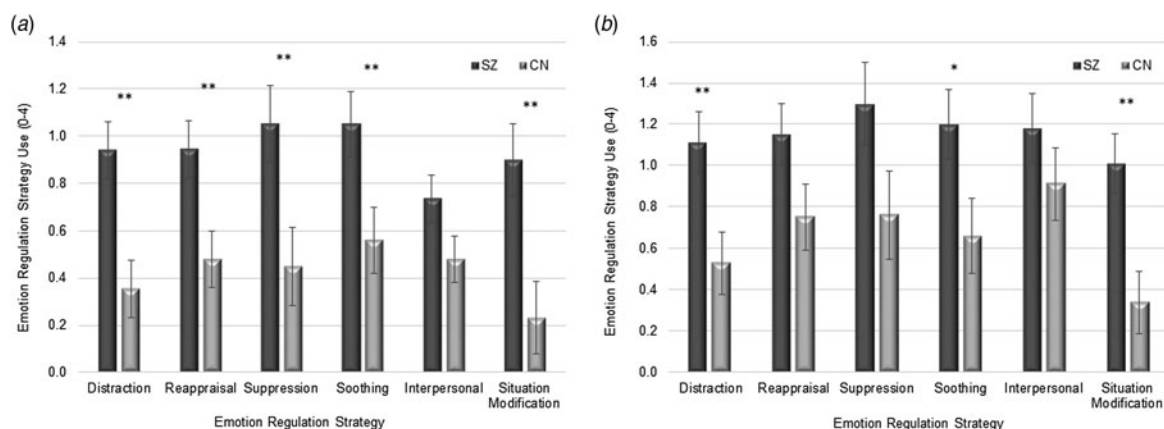 (a)
1.4
1.2
1.0
0.8
0.6
0.4
0.2
0.0
Emotion Regulation Strategy Use (0-4)
SZ CN
** ** ** ** **
Distraction Reappraisal Suppression Soothing Interpersonal Situation
Modification
Emotion Regulation Strategy
(b)
1.6
1.4
1.2
1.0
0.8
0.6
0.4
0.2
0.0
Emotion Regulation Strategy Use (0-4)
SZ CN
** * **
Distraction Reappraisal Suppression Soothing Interpersonal Situation
Modification
Emotion Regulation Strategy